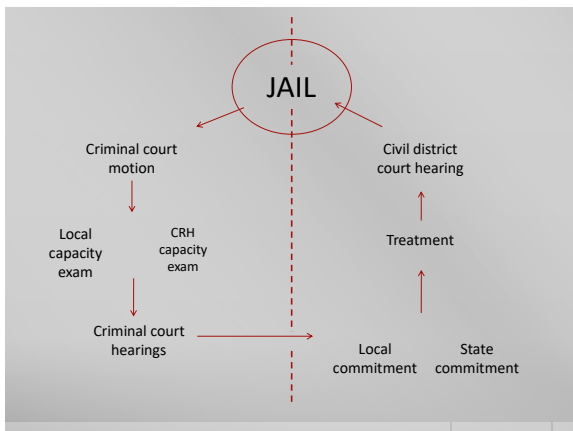 JAIL
Criminal court
motion
Civil district
court hearing
Local
capacity
exam
CRH
capacity
exam
Treatment
Criminal court
hearings
Local
commitment
State
commitment